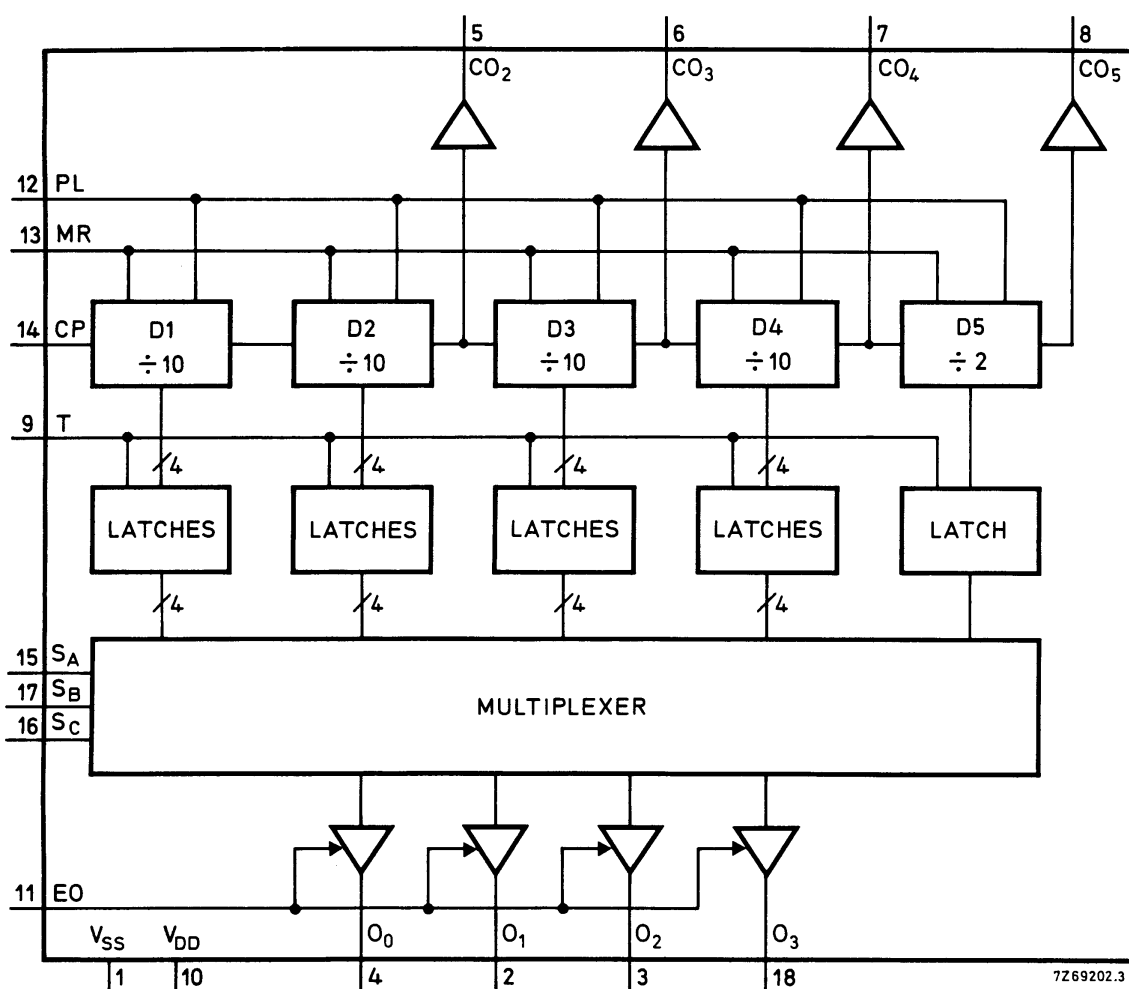 5 6 7 8
CO2 CO3 CO4 CO5
12 PL
13 MR
D1 D2 D3 D4 D5
14 CP
÷10 ÷10 ÷10 ÷10 ÷2
9 T
4 4 4 4
LATCHES LATCHES LATCHES LATCHES LATCH
4 4 4 4
15 SA
17 SB
MULTIPLEXER
16 SC
11 EO
VSS VDD O0 O1 O2 O3
1 10 4 2 3 18
7Z69202.3